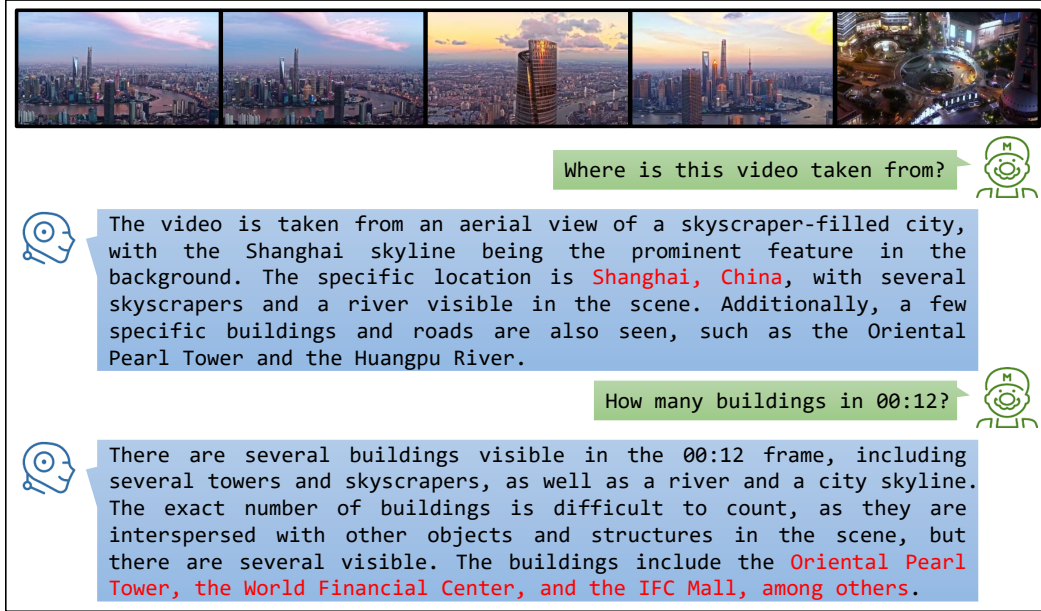 M
Where is this video taken from?
The video is taken from an aerial view of a skyscraper-filled city,
with the Shanghai skyline being the prominent feature in the
background. The specific location is Shanghai, China, with several
skyscrapers and a river visible in the scene. Additionally, a few
specific buildings and roads are also seen, such as the Oriental
Pearl Tower and the Huangpu River.
M
How many buildings in 00:12?
There are several buildings visible in the 00:12 frame, including
several towers and skyscrapers, as well as a river and a city skyline.
The exact number of buildings is difficult to count, as they are
interspersed with other objects and structures in the scene, but
there are several visible. The buildings include the Oriental Pearl
Tower, the World Financial Center, and the IFC Mall, among others.